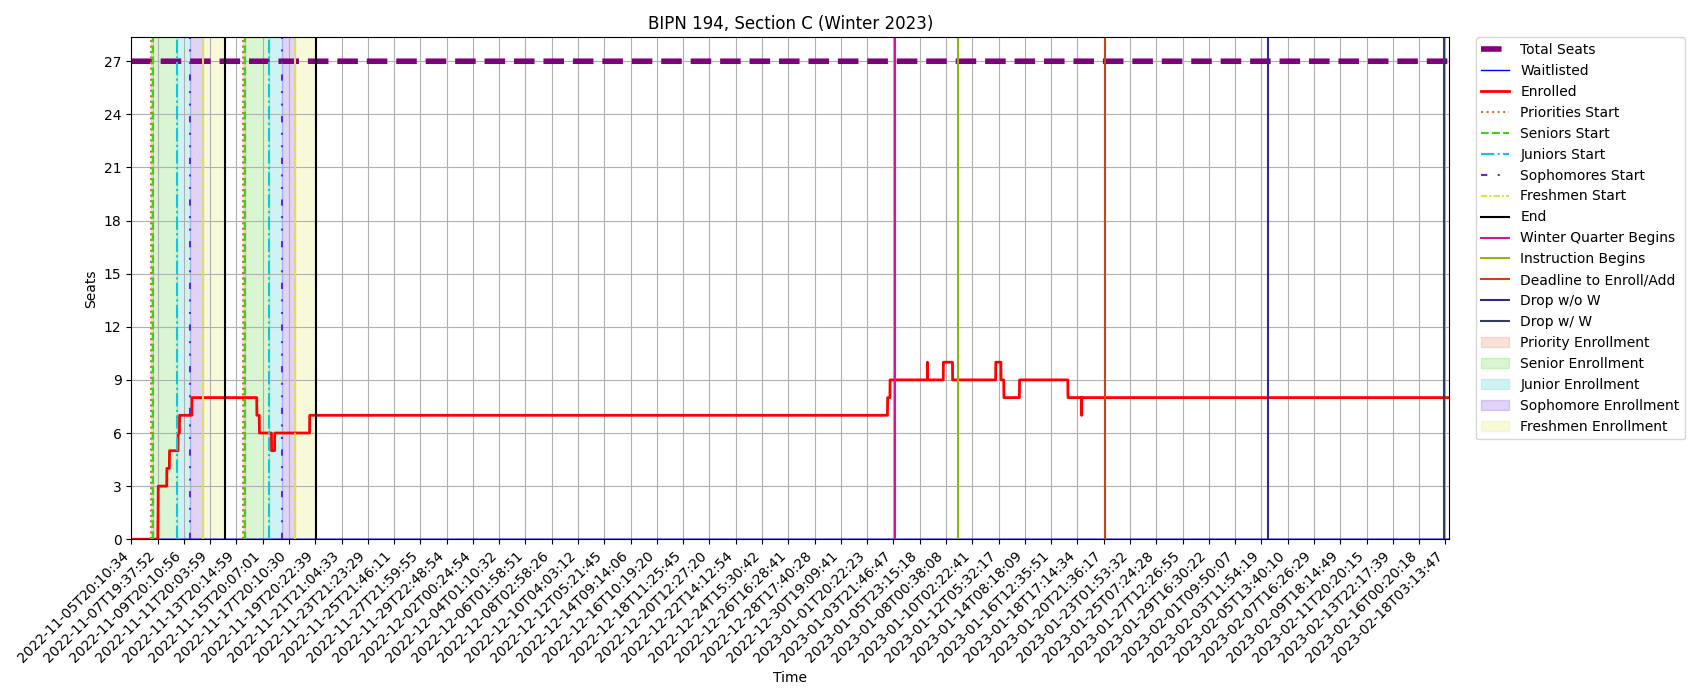 BIPN 194, Section C (Winter 2023)
Seats
27
24
21
18
15
12
9
6
3
0
2022-11-05T20:10:34
2022-11-07T19:37:52
2022-11-09T20:10:56
2022-11-11T20:03:59
2022-11-13T20:14:59
2022-11-15T20:07:01
2022-11-17T20:10:30
2022-11-19T20:22:39
2022-11-21T21:04:33
2022-11-23T21:23:29
2022-11-25T21:46:11
2022-11-27T21:59:55
2022-11-29T22:48:54
2022-12-02T00:24:54
2022-12-04T01:10:32
2022-12-06T01:58:51
2022-12-08T02:58:26
2022-12-10T04:03:12
2022-12-12T05:21:45
2022-12-14T09:14:06
2022-12-16T10:19:20
2022-12-18T11:25:45
2022-12-20T12:27:20
2022-12-22T14:12:54
2022-12-24T15:30:42
2022-12-26T16:28:41
2022-12-28T17:40:28
2022-12-30T19:09:41
2023-01-01T20:22:23
2023-01-03T21:46:47
2023-01-05T23:15:18
2023-01-08T00:38:08
2023-01-10T02:22:41
2023-01-12T05:32:17
2023-01-14T08:18:09
2023-01-16T12:35:51
2023-01-18T17:14:34
2023-01-20T21:36:17
2023-01-23T01:53:32
2023-01-25T07:24:28
2023-01-27T12:26:55
2023-01-29T16:30:22
2023-02-01T09:50:07
2023-02-03T11:54:19
2023-02-05T13:40:10
2023-02-07T16:26:29
2023-02-09T18:14:49
2023-02-11T20:20:15
2023-02-13T22:17:39
2023-02-16T00:20:18
2023-02-18T03:13:47
Time
Total Seats
Waitlisted
Enrolled
Priorities Start
Seniors Start
Juniors Start
Sophomores Start
Freshmen Start
End
Winter Quarter Begins
Instruction Begins
Deadline to Enroll/Add
Drop w/o W
Drop w/ W
Priority Enrollment
Senior Enrollment
Junior Enrollment
Sophomore Enrollment
Freshmen Enrollment